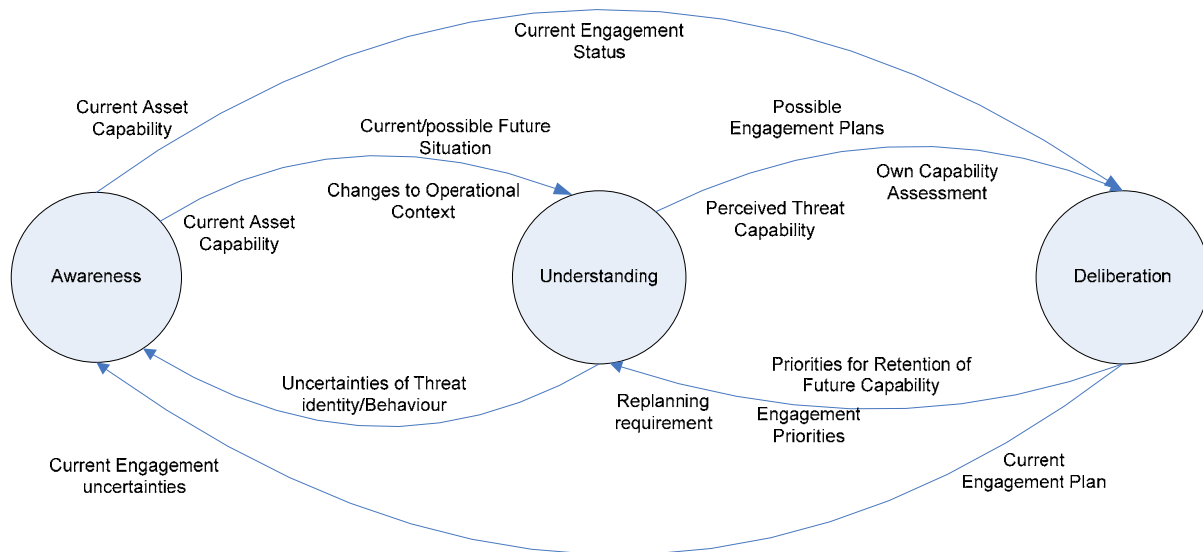 Current Engagement
Status
Current Asset
Capability
Possible
Engagement Plans
Current/possible Future
Situation
Own Capability
Assessment
Changes to Operational
Context
Perceived Threat
Capability
Current Asset
Capability
Awareness
Understanding
Deliberation
Priorities for Retention of
Future Capability
Uncertainties of Threat
identity/Behaviour
Replanning
requirement
Engagement
Priorities
Current Engagement
uncertainties
Current
Engagement Plan